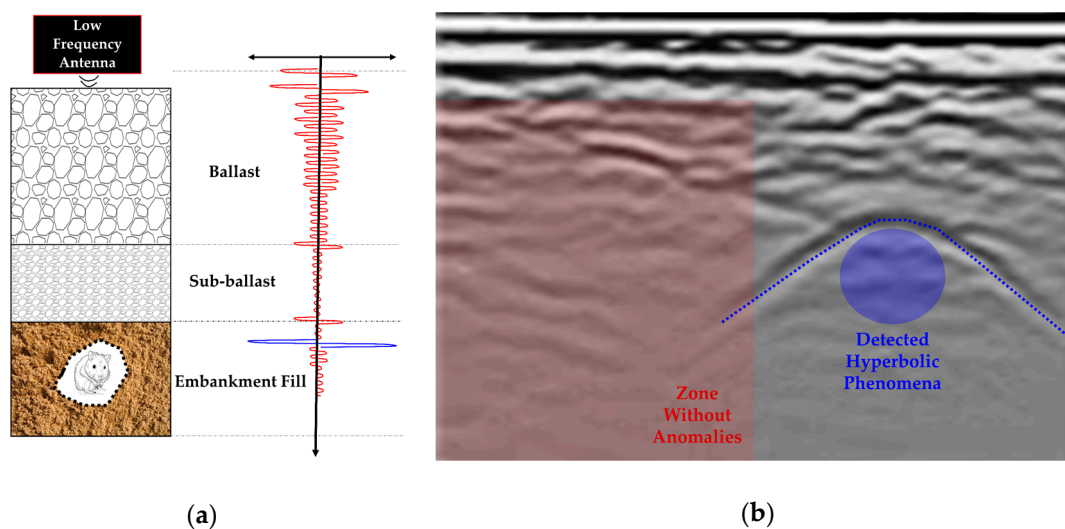 Low
Frequency
Antenna
Ballast
Sub-ballast
Embankment Fill
Zone
Without
Anomalies
Detected
Hyperbolic
Phenomena
(a)
(b)